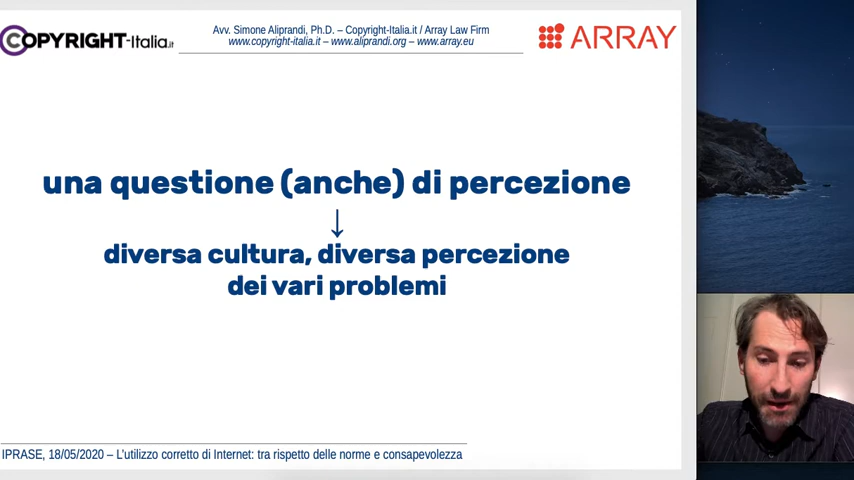 COPYRIGHT-Italia.it
Avv. Simone Aliprandi, Ph.D. – Copyright-Italia.it / Array Law Firm
www.copyright-italia.it – www.aliprandi.org – www.array.eu
ARRAY
una questione (anche) di percezione
↓
diversa cultura, diversa percezione
dei vari problemi
IPRASE, 18/05/2020 – L'utilizzo corretto di Internet: tra rispetto delle norme e consapevolezza